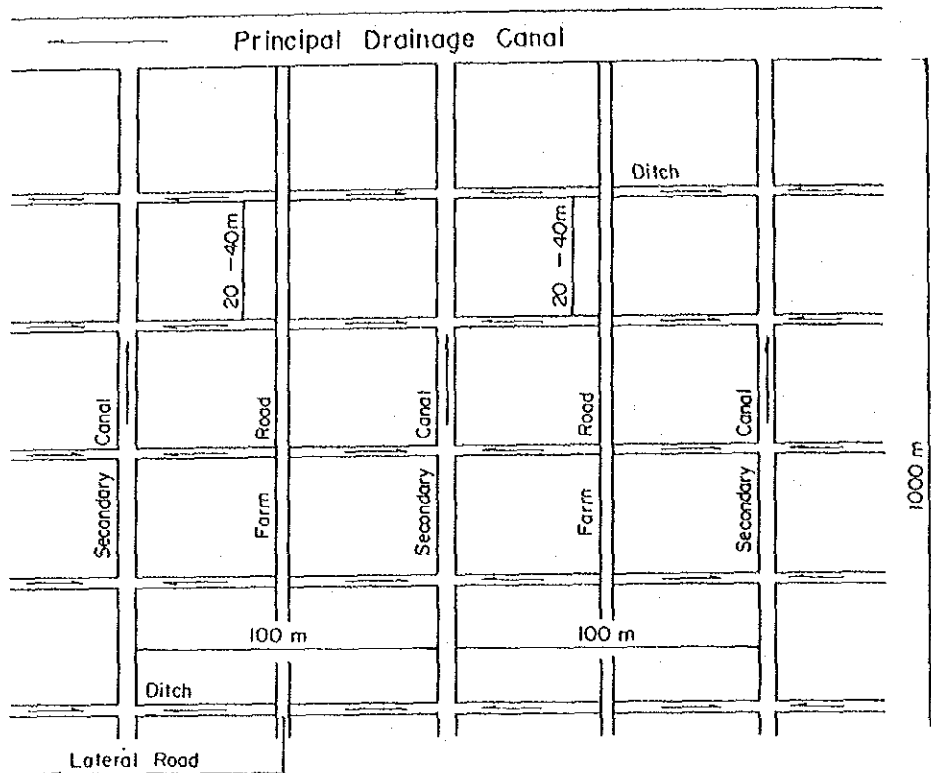 Principal Drainage Canal
Ditch
20 - 40m
20 - 40m
Secondary Canal
Farm Road
Secondary Canal
Farm Road
Secondary Canal
1000 m
100 m
100 m
Ditch
Lateral Road